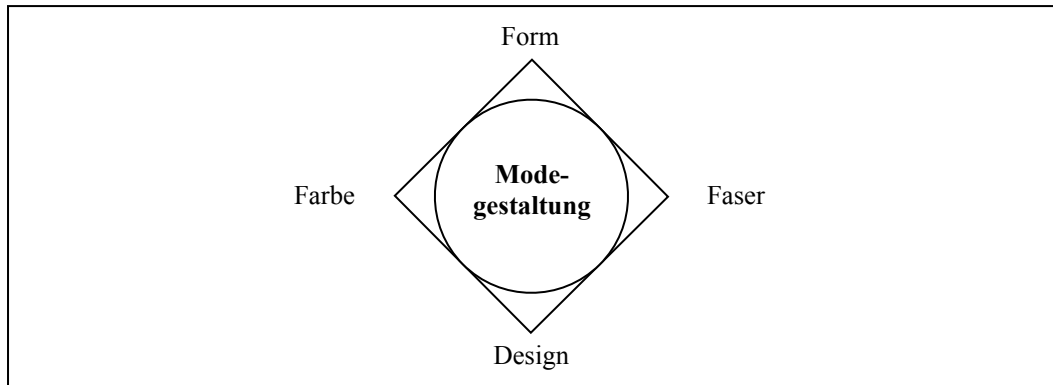 Form
Farbe
Mode-
gestaltung
Faser
Design